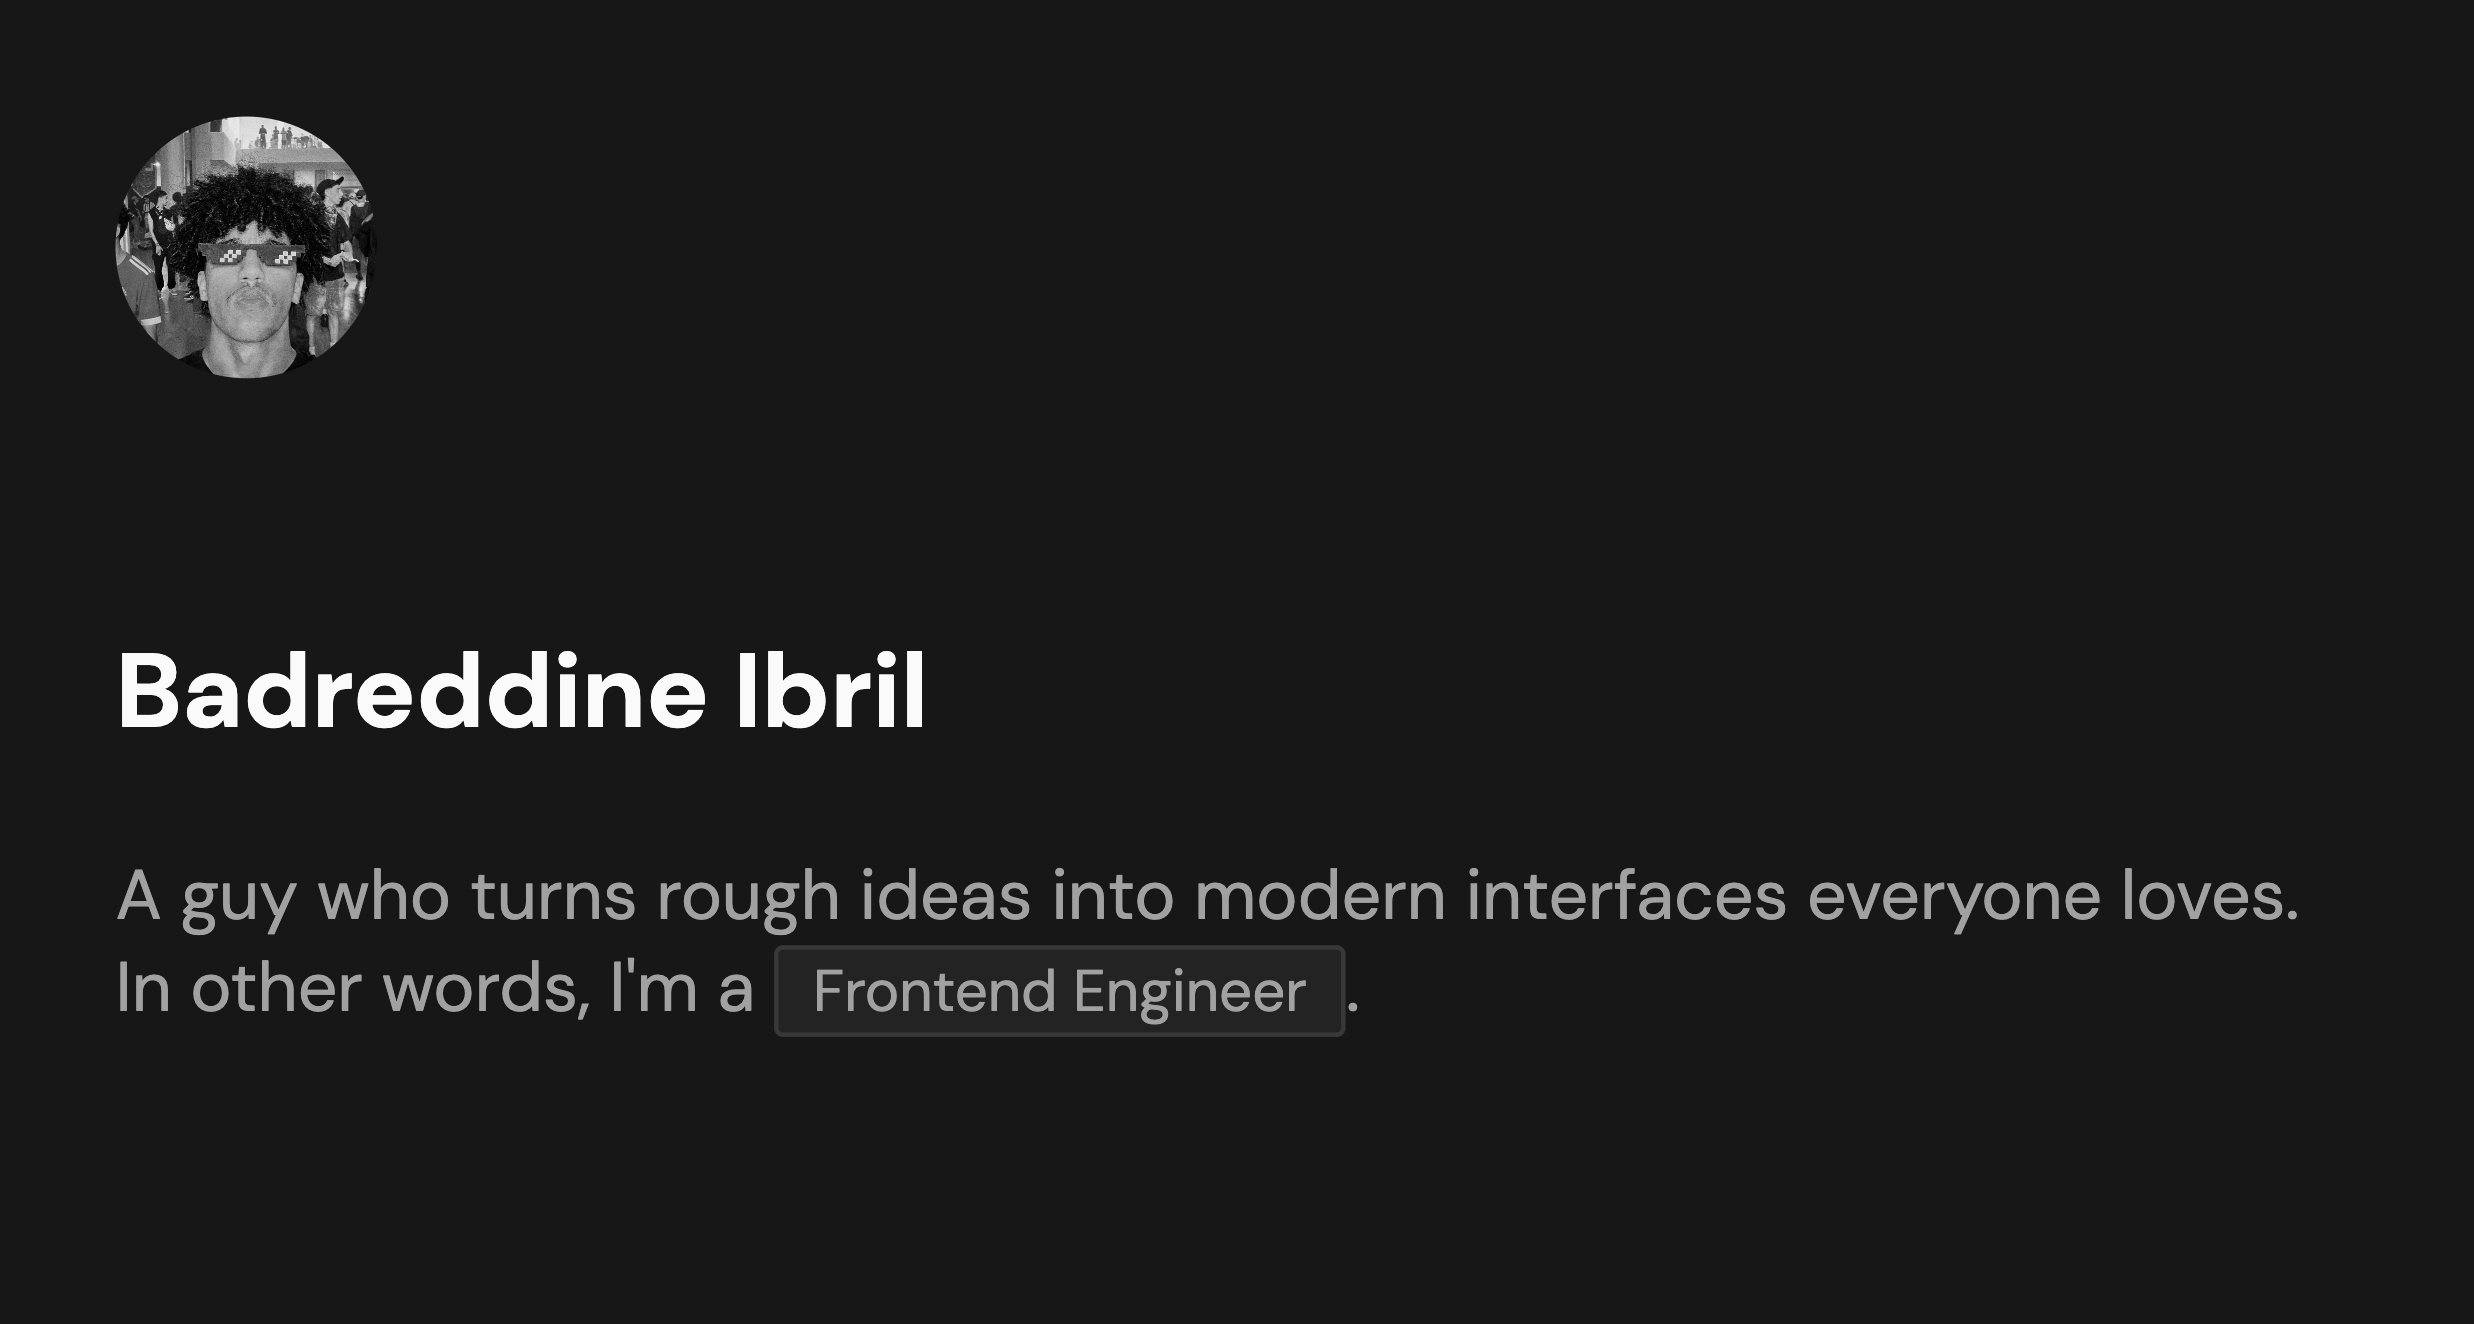 Badreddine Ibril
A guy who turns rough ideas into modern interfaces everyone loves.
In other words, I'm a Frontend Engineer.